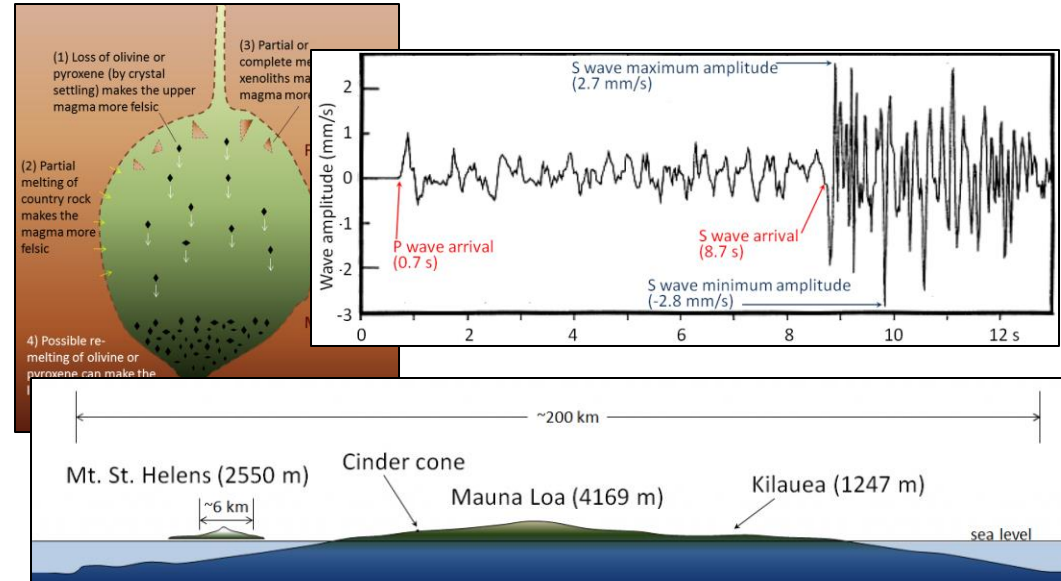 (1) Loss of olivine or
pyroxene (by crystal
settling) makes the upper
magma more felsic
(3) Partial or
complete
xenoliths
magma more
(2) Partial
melting of
country rock
makes the
magma more
felsic
4) Possible re-
melting of olivine or
pyroxene can make the
Wave amplitude (mm/s)
2
1
0
-1
-2
-3
S wave maximum amplitude
(2.7 mm/s)
P wave arrival
(0.7 s)
S wave arrival
(8.7 s)
S wave minimum amplitude
(-2.8 mm/s)
0 2 4 6 8 10 12 s
~200 km
Mt. St. Helens (2550 m)
~6 km
Cinder cone
Mauna Loa (4169 m)
Kilauea (1247 m)
sea level